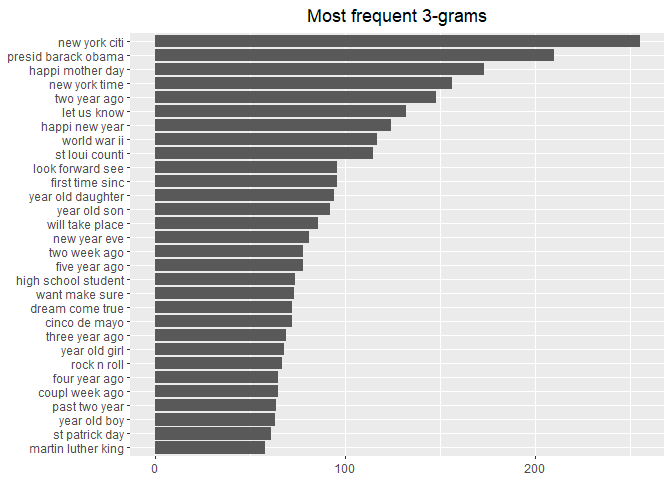 Most frequent 3-grams
new york citi
presid barack obama
happi mother day
new york time
two year ago
let us know
happi new year
world war ii
st loui counti
look forward see
first time sinc
year old daughter
year old son
will take place
new year eve
two week ago
five year ago
high school student
want make sure
dream come true
cinco de mayo
three year ago
year old girl
rock n roll
four year ago
coupl week ago
past two year
year old boy
st patrick day
martin luther king
0 100 200